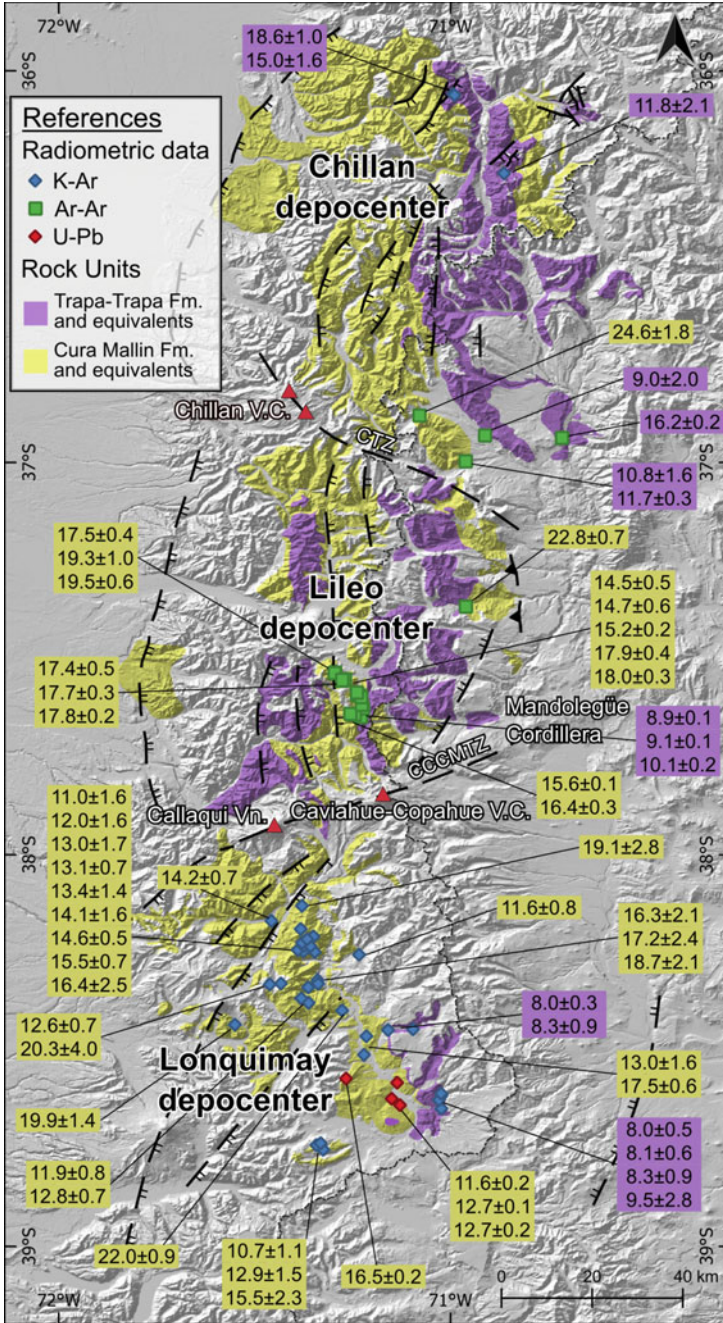 72°W
71°W
36°S
18.6±1.0
15.0±1.6
11.8±2.1
References
Radiometric data
K-Ar
Ar-Ar
U-Pb
Rock Units
Trapa-Trapa Fm.
and equivalents
Cura Mallin Fm.
and equivalents
Chillan
depocenter
24.6±1.8
9.0±2.0
16.2±0.2
Chillan V.C.
CTZ
37°S
37°S
10.8±1.6
11.7±0.3
17.5±0.4
19.3±1.0
19.5±0.6
22.8±0.7
Lileo
depocenter
14.5±0.5
14.7±0.6
15.2±0.2
17.9±0.4
18.0±0.3
17.4±0.5
17.7±0.3
17.8±0.2
Mandolegüe
Cordillera
8.9±0.1
9.1±0.1
10.1±0.2
CCCMTZ
15.6±0.1
16.4±0.3
Callaqui Vn.
Caviahue-Copahue V.C.
38°S
38°S
11.0±1.6
12.0±1.6
13.0±1.7
13.1±0.7
13.4±1.4
14.1±1.6
14.6±0.5
15.5±0.7
16.4±2.5
14.2±0.7
19.1±2.8
11.6±0.8
16.3±2.1
17.2±2.4
18.7±2.1
12.6±0.7
20.3±4.0
8.0±0.3
8.3±0.9
Lonquimay
depocenter
13.0±1.6
17.5±0.6
19.9±1.4
8.0±0.5
8.1±0.6
8.3±0.9
9.5±2.8
11.9±0.8
12.8±0.7
11.6±0.2
12.7±0.1
12.7±0.2
22.0±0.9
10.7±1.1
12.9±1.5
15.5±2.3
16.5±0.2
39°S
39°S
0 20 40 km
72°W
71°W